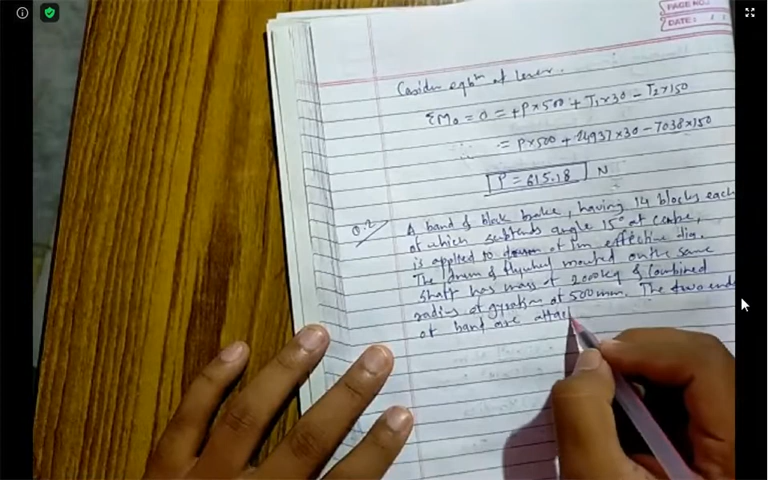 PAGE NO.:
DATE: / /
Consider eqbm of lever.
ΣM₀ = 0 = +P×500 + T₁×30 − T₂×150
= P×500 + 14937×30 − 7038×150
P = 615.18 N
Q.2 A band & block brake, having 14 blocks each
of which subtends angle 15° at centre,
is applied to drum of 1m effective dia.
The drum & flywheel mounted on the same
shaft has mass of 2000kg & combined
radius of gyration of 500mm. The two ends
of band are attac